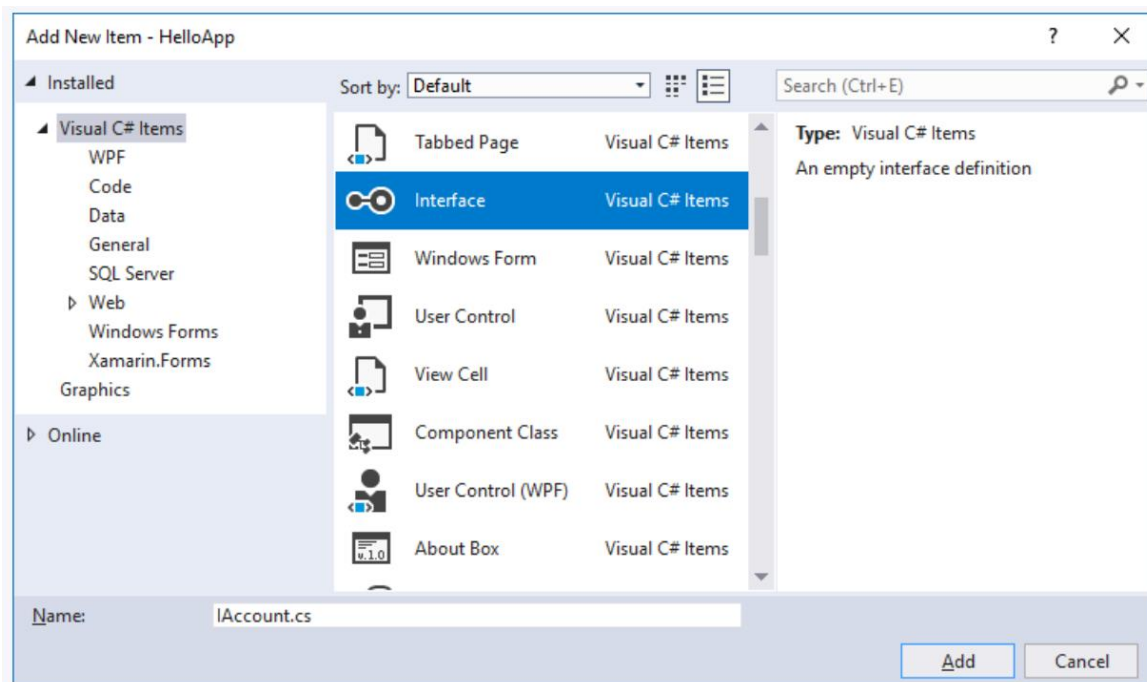 Add New Item - HelloApp
?
Installed
Sort by: Default
Search (Ctrl+E)
Visual C# Items
WPF
Code
Data
General
SQL Server
Web
Windows Forms
Xamarin.Forms
Graphics
Online
Tabbed Page Visual C# Items
Interface Visual C# Items
Windows Form Visual C# Items
User Control Visual C# Items
View Cell Visual C# Items
Component Class Visual C# Items
User Control (WPF) Visual C# Items
v.1.0
About Box Visual C# Items
Type: Visual C# Items
An empty interface definition
Name: IAccount.cs
Add Cancel